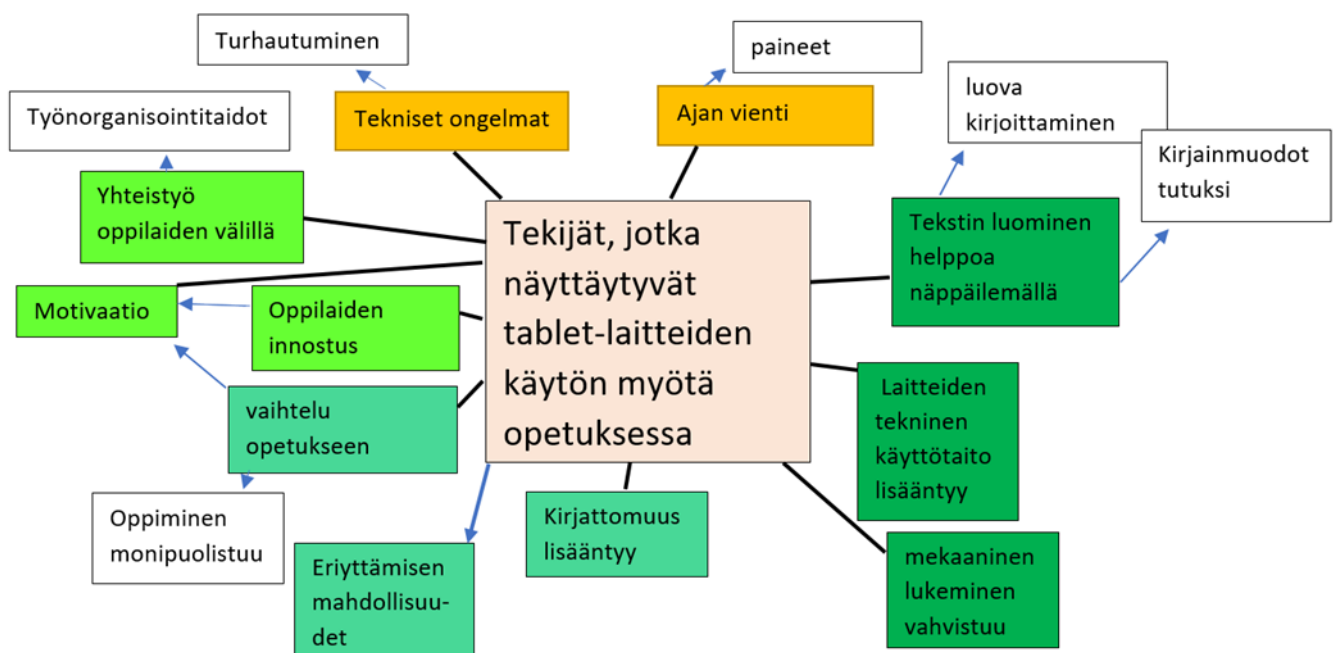 Turhautuminen
paineet
luova
kirjoittaminen
Työnorganisointitaidot
Tekniset ongelmat
Ajan vienti
Kirjainmuodot
tutuksi
Yhteistyö
oppilaiden välillä
Tekijät, jotka
näyttäytyvät
tablet-laitteiden
käytön myötä
opetuksessa
Tekstin luominen
helppoa
näppäilemällä
Motivaatio
Oppilaiden
innostus
vaihtelu
opetukseen
Laitteiden
tekninen
käyttötaito
lisääntyy
Oppiminen
monipuolistuu
Kirjattomuus
lisääntyy
Eriyttämisen
mahdollisuu-
det
mekaaninen
lukeminen
vahvistuu